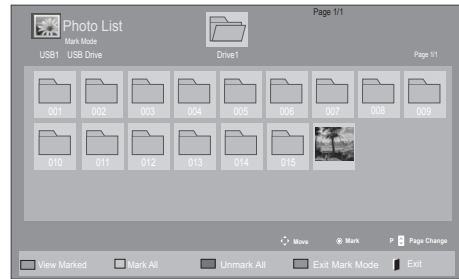 Page 1/1
Photo List
Mark Mode
USB1 USB Drive Drive1 Page 1/1
001 002 003 004 005 006 007 008 009
010 011 012 013 014 015
Move Mark P Page Change
View Marked Mark All Unmark All Exit Mark Mode Exit